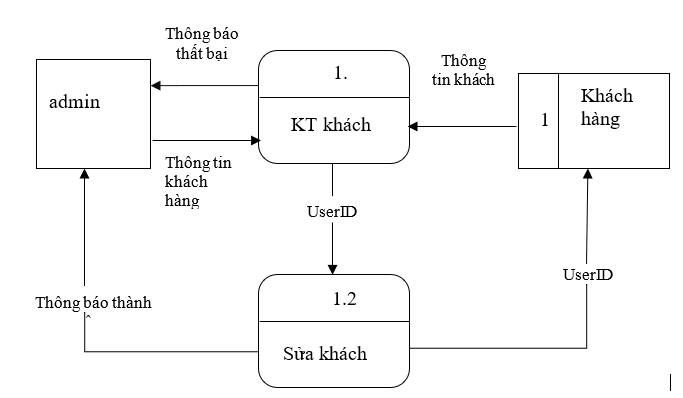 Thông báo
thất bại
admin
1.
KT khách
Thông
tin khách
1
Khách
hàng
Thông tin
khách
hàng
UserID
UserID
Thông báo thành
1.2
Sửa khách